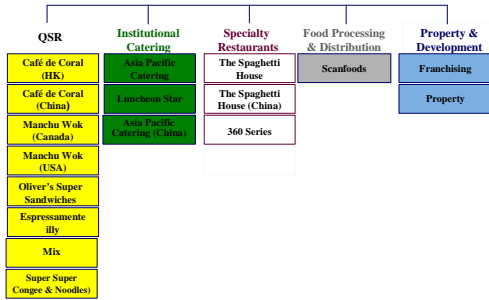 QSR
Institutional
Catering
Specialty
Restaurants
Food Processing
& Distribution
Property &
Development
Café de Coral
(HK)
Café de Coral
(China)
Manchu Wok
(Canada)
Manchu Wok
(USA)
Oliver's Super
Sandwiches
Espressamente
illy
Mix
Super Super
Congee & Noodles)
Asia Pacific
Catering
Luncheon Star
Asia Pacific
Catering (China)
The Spaghetti
House
The Spaghetti
House (China)
360 Series
Scanfoods
Franchising
Property